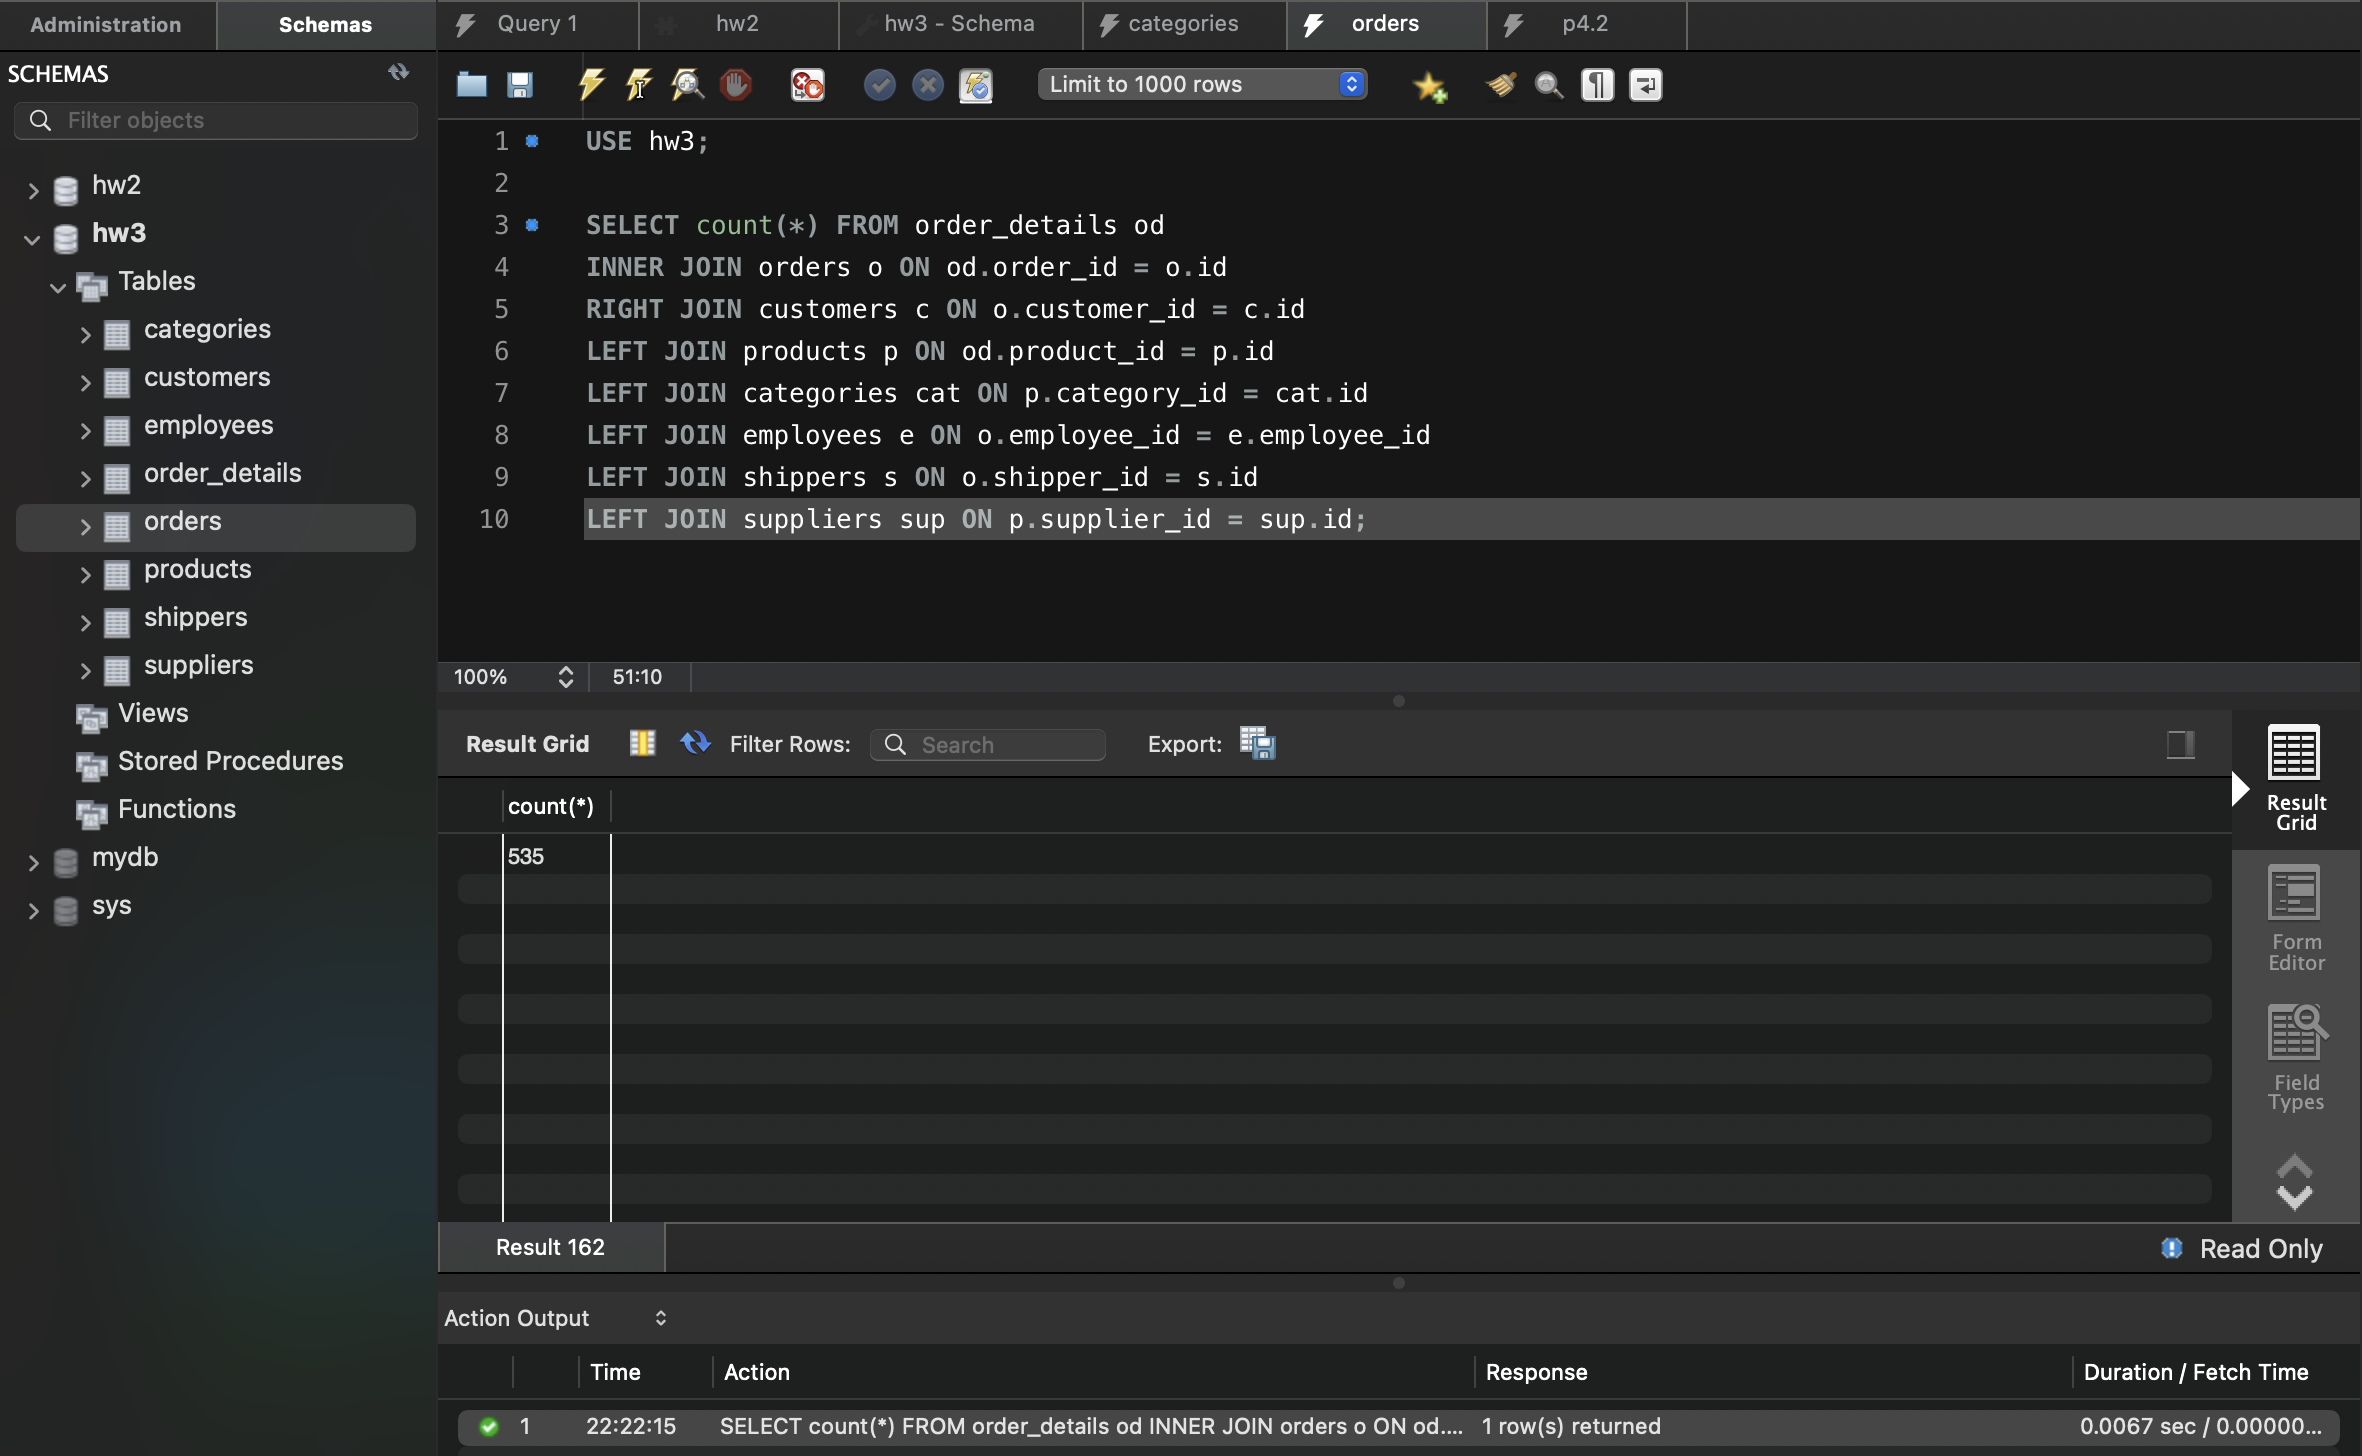 Administration
Schemas
Query 1
hw2
hw3 - Schema
categories
orders
p4.2
SCHEMAS
Filter objects
hw2
hw3
Tables
categories
customers
employees
order_details
orders
products
shippers
suppliers
Views
Stored Procedures
Functions
mydb
sys
Limit to 1000 rows
1 USE hw3;
2
3 SELECT count(*) FROM order_details od
4 INNER JOIN orders o ON od.order_id = o.id
5 RIGHT JOIN customers c ON o.customer_id = c.id
6 LEFT JOIN products p ON od.product_id = p.id
7 LEFT JOIN categories cat ON p.category_id = cat.id
8 LEFT JOIN employees e ON o.employee_id = e.employee_id
9 LEFT JOIN shippers s ON o.shipper_id = s.id
10 LEFT JOIN suppliers sup ON p.supplier_id = sup.id;
100%
51:10
Result Grid
Filter Rows:
Search
Export:
count(*)
535
Result
Grid
Form
Editor
Field
Types
Result 162
Read Only
Action Output
Time
Action
Response
Duration / Fetch Time
1
22:22:15
SELECT count(*) FROM order_details od INNER JOIN orders o ON od....
1 row(s) returned
0.0067 sec / 0.00000...